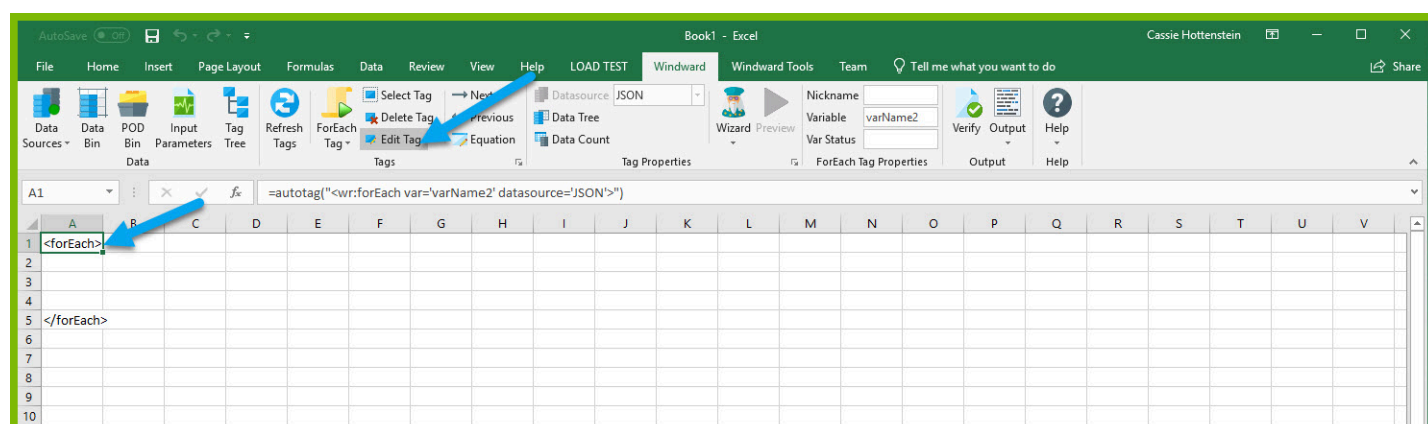 AutoSave Off Book1 - Excel Cassie Hottenstein
File Home Insert Page Layout Formulas Data Review View Help LOAD TEST Windward Windward Tools Team Tell me what you want to do Share
Select Tag Next Datasource JSON Nickname
Data Sources Data Bin POD Bin Input Parameters Tag Tree Refresh Tags ForEach Tag Delete Tag Previous Data Tree Wizard Preview Variable varName2 Verify Output Help
Edit Tag Equation Data Count Var Status
Data Tags Tag Properties ForEach Tag Properties Output Help
A1 fx =autotag("<wr:forEach var='varName2' datasource='JSON'>")
A B C D E F G H I J K L M N O P Q R S T U V
1 <forEach>
2
3
4
5 </forEach>
6
7
8
9
10